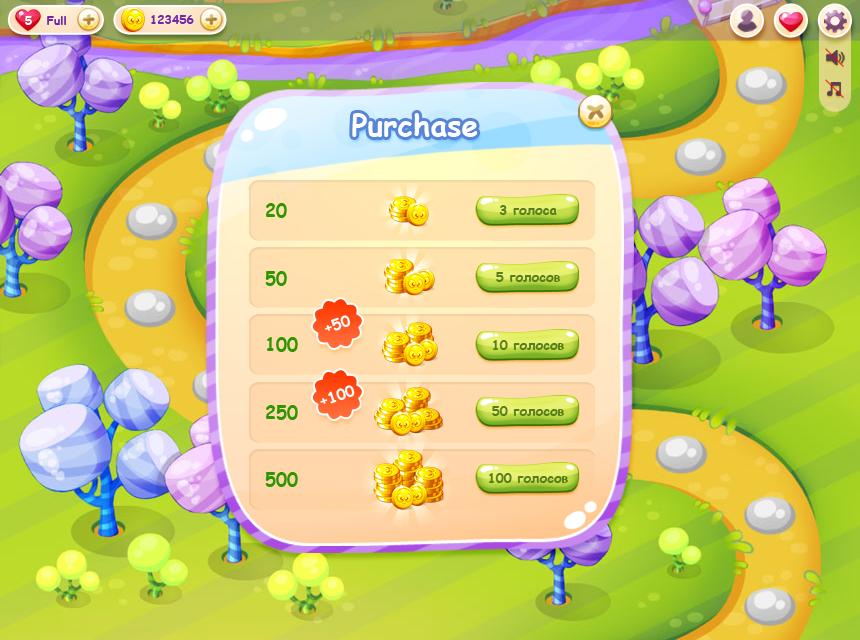 5 Full
123456
Purchase
20
3 голоса
50
5 голосов
+50
100
10 голосов
+100
250
50 голосов
500
100 голосов